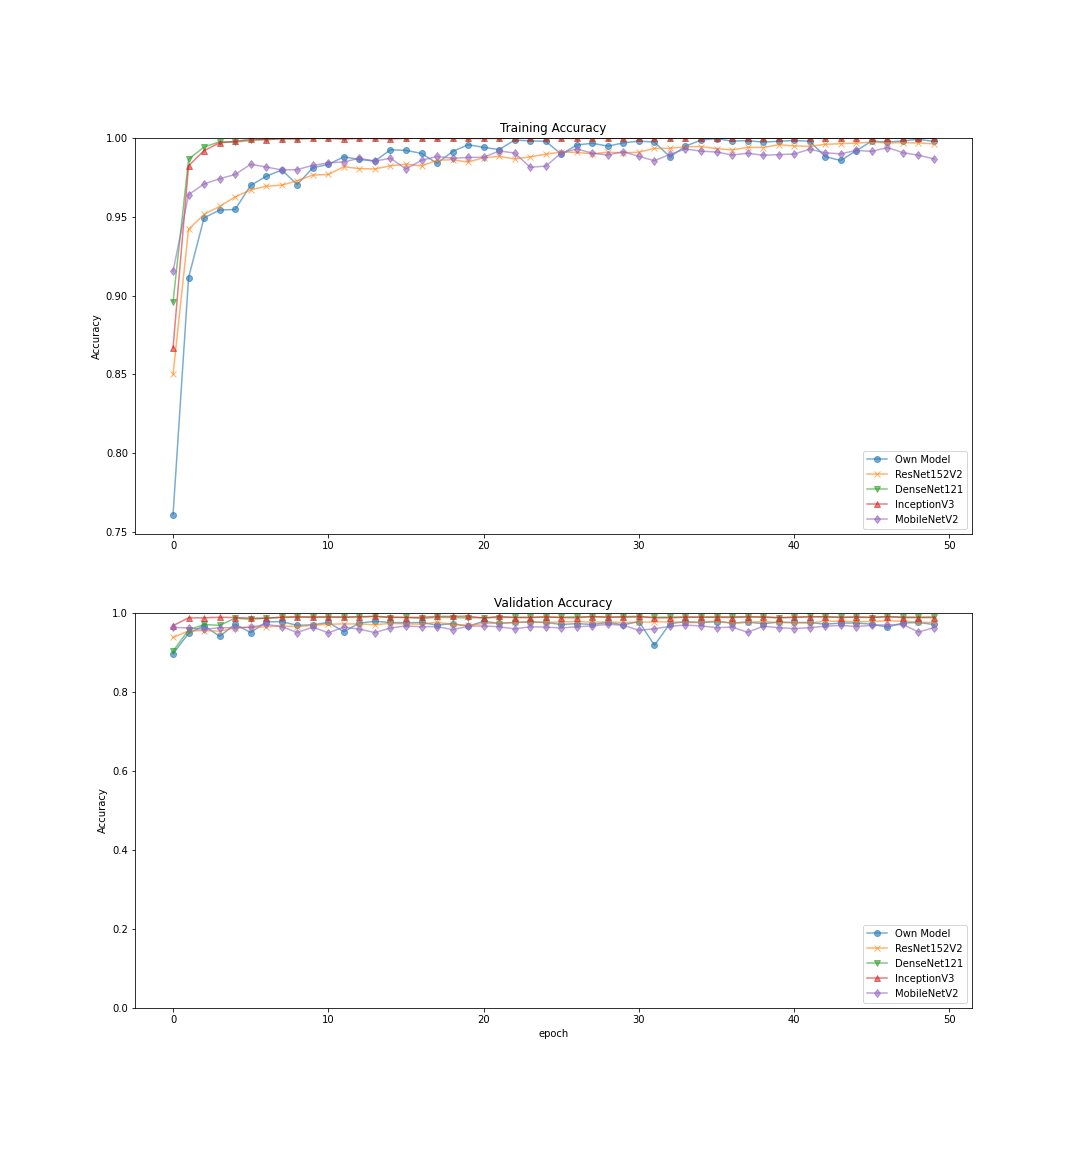 Training Accuracy
1.00
0.95
0.90
0.85
0.80
0.75
Accuracy
0 10 20 30 40 50
Own Model
ResNet152V2
DenseNet121
InceptionV3
MobileNetV2
Validation Accuracy
1.0
0.8
0.6
0.4
0.2
0.0
Accuracy
Own Model
ResNet152V2
DenseNet121
InceptionV3
MobileNetV2
0 10 20 30 40 50
epoch